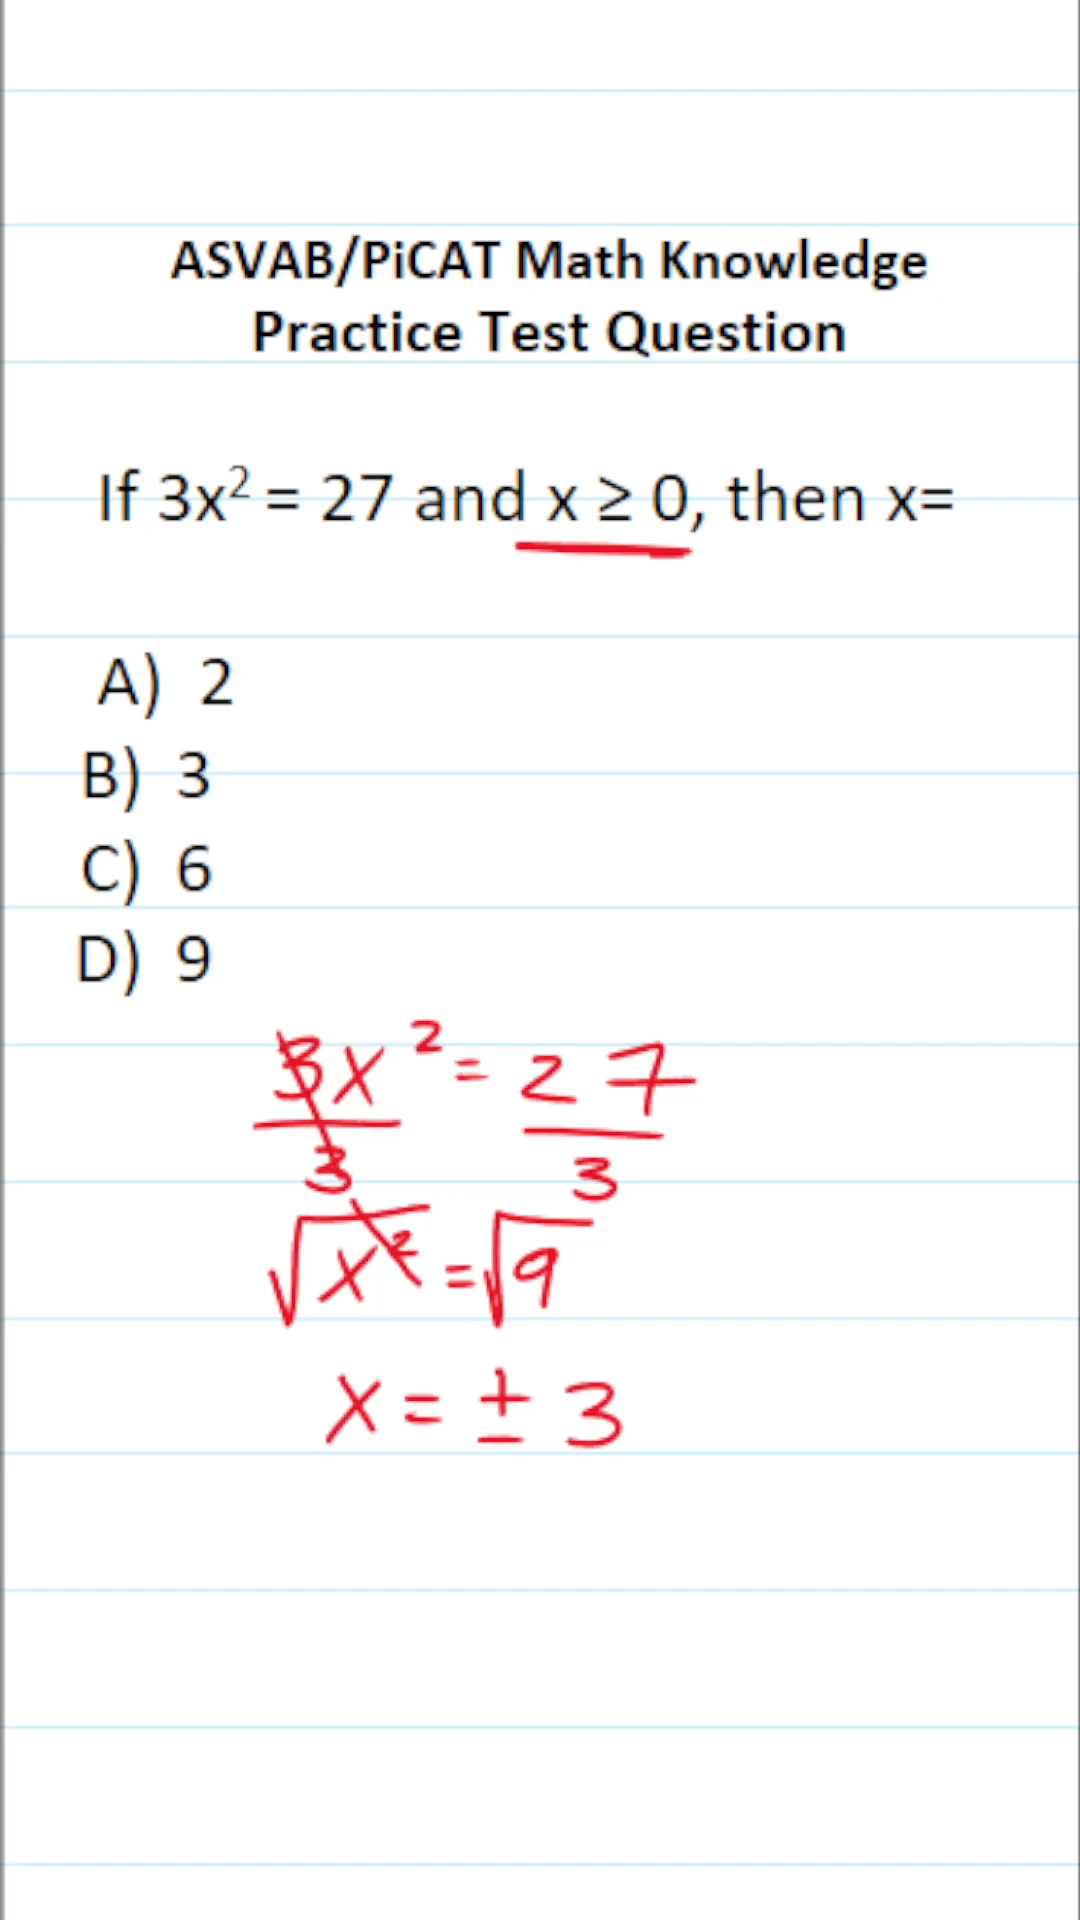 ASVAB/PiCAT Math Knowledge
Practice Test Question
If 3x² = 27 and x ≥ 0, then x=
A) 2
B) 3
C) 6
D) 9
3x² = 27
3 3
√x² = √9
x = ± 3